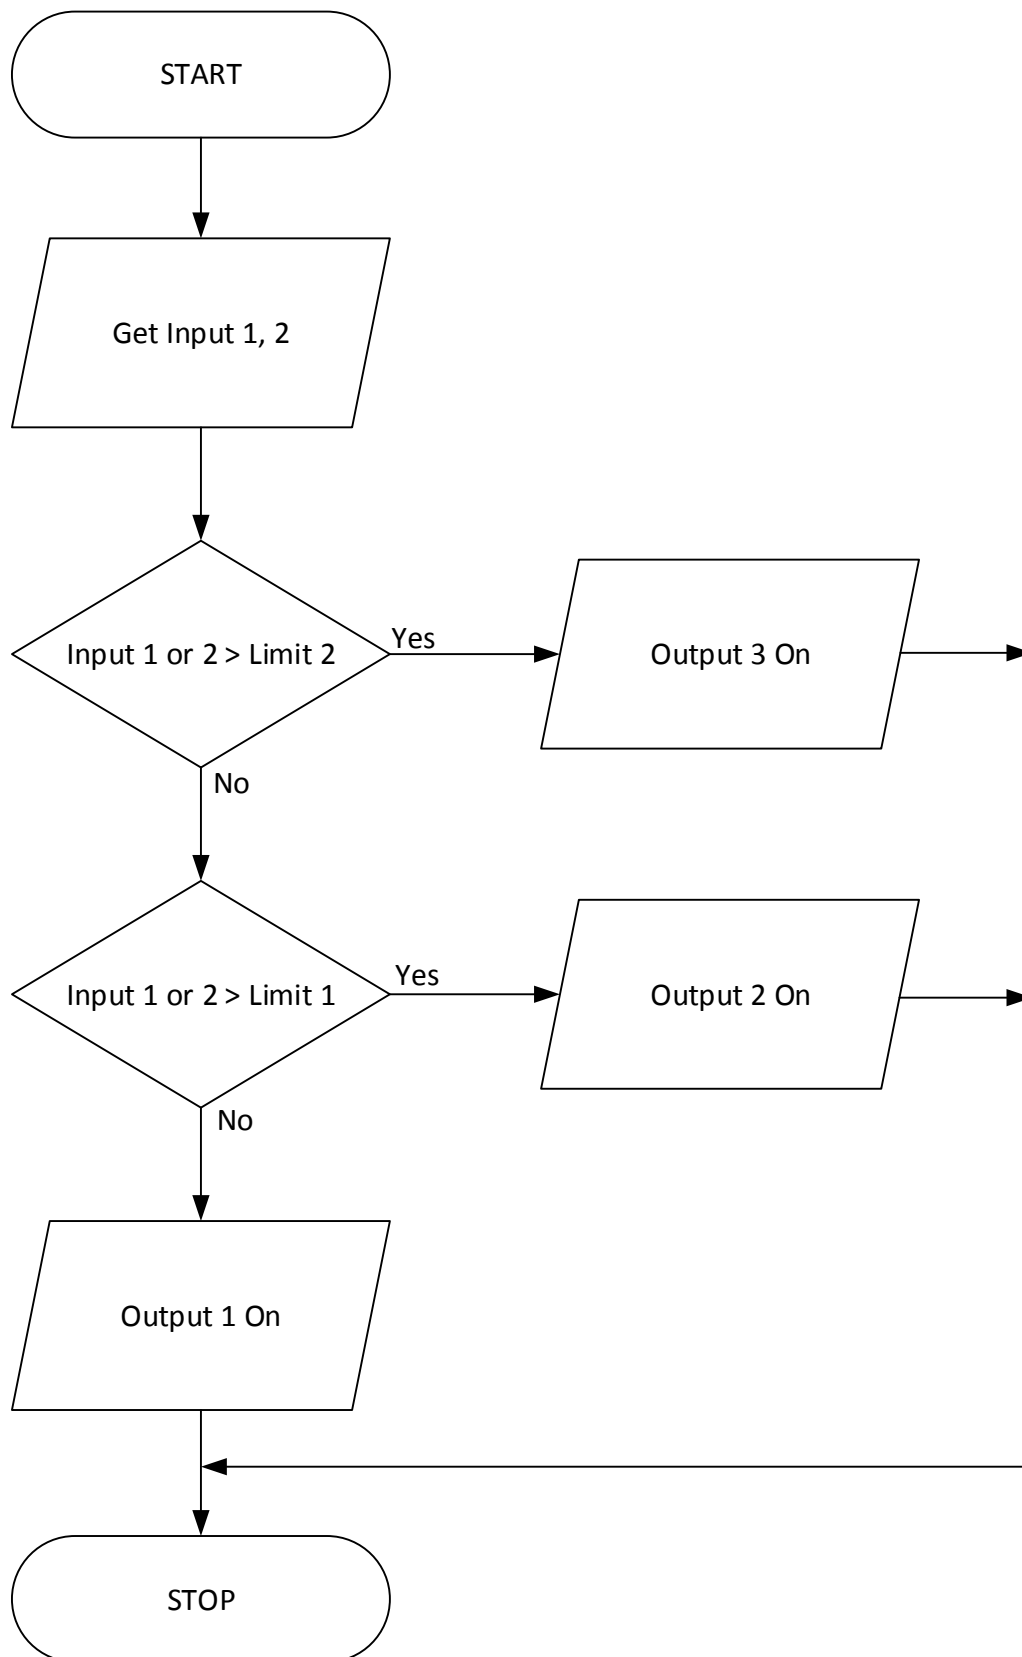 START
Get Input 1, 2
Input 1 or 2 > Limit 2
Yes
Output 3 On
No
Input 1 or 2 > Limit 1
Yes
Output 2 On
No
Output 1 On
STOP